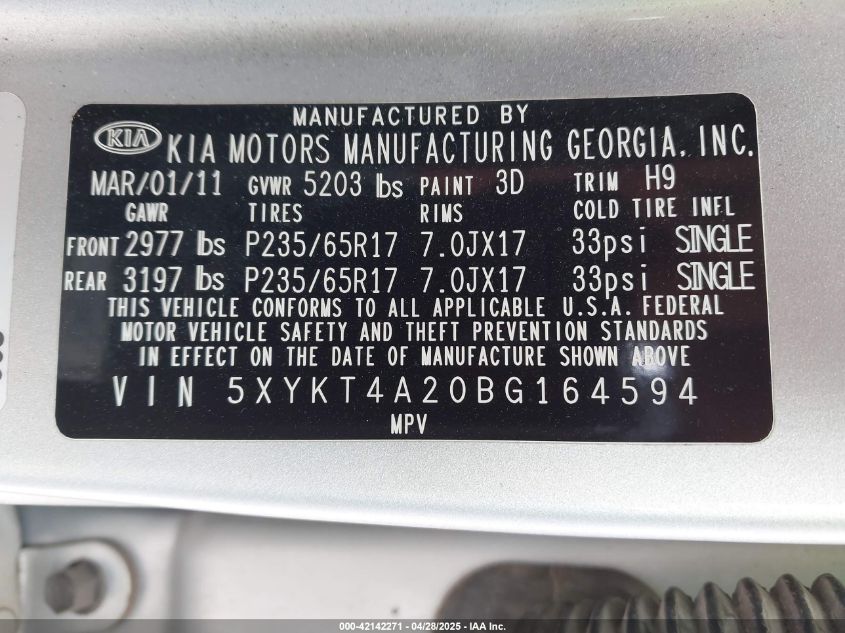 MANUFACTURED BY
KIA KIA MOTORS MANUFACTURING GEORGIA, INC.
MAR/01/11 GVWR 5203 lbs PAINT 3D TRIM H9
GAWR TIRES RIMS COLD TIRE INFL
FRONT 2977 lbs P235/65R17 7.0JX17 33psi SINGLE
REAR 3197 lbs P235/65R17 7.0JX17 33psi SINGLE
THIS VEHICLE CONFORMS TO ALL APPLICABLE U.S.A. FEDERAL
MOTOR VEHICLE SAFETY AND THEFT PREVENTION STANDARDS
IN EFFECT ON THE DATE OF MANUFACTURE SHOWN ABOVE
VIN 5XYKT4A20BG164594
MPV
000-42142271 | 04/28/2025 - IAA Inc.